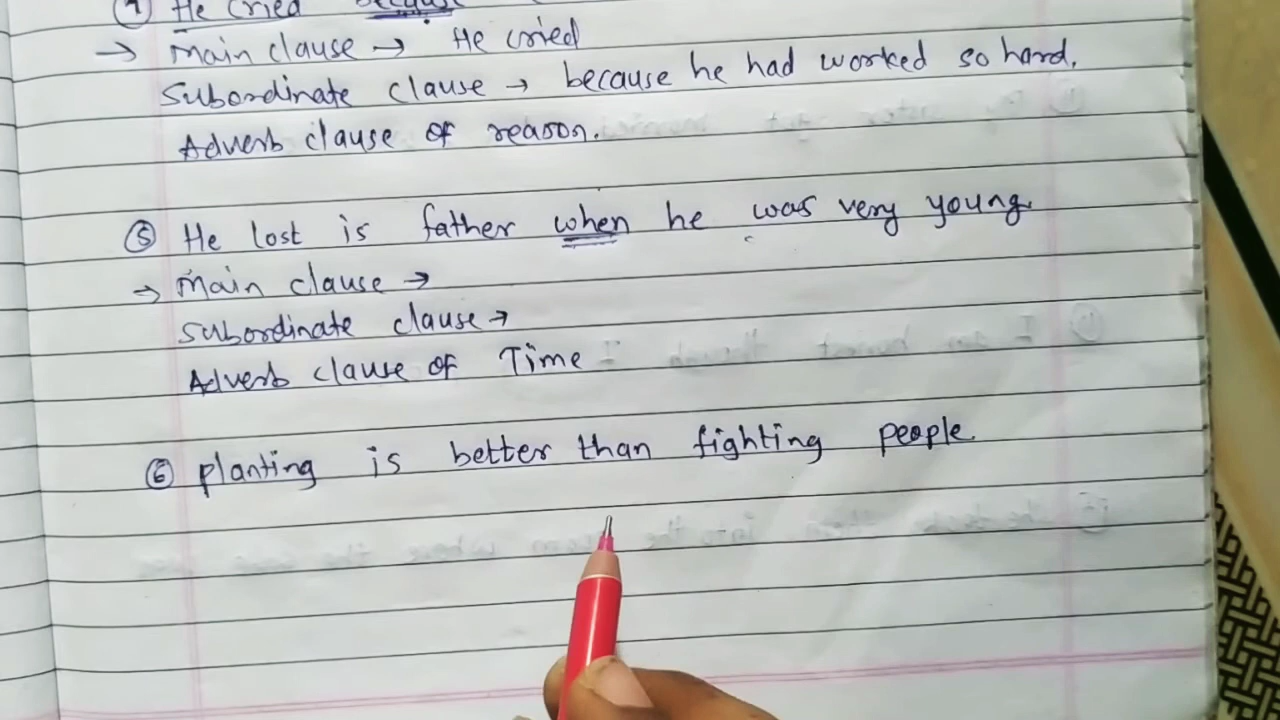 ④ He cried because
→ Main clause → He cried
Subordinate clause → because he had worked so hard.
Adverb clause of reason.
⑤ He lost is father when he was very young.
→ Main clause →
Subordinate clause →
Adverb clause of Time
⑥ planting is better than fighting people